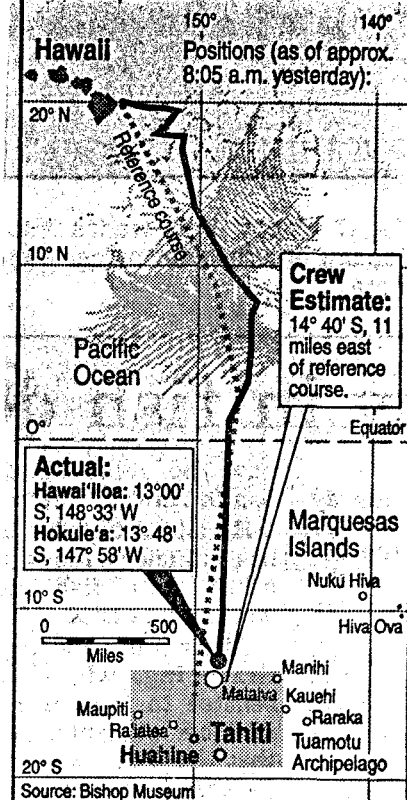 150°
140°
Hawaii
Positions (as of approx.
8:05 a.m. yesterday):
20° N
Reference course
10° N
Crew
Estimate:
14° 40' S, 11
miles east
of reference
course.
Pacific
Ocean
0°
Equator
Actual:
Hawai'iloa: 13°00'
S, 148°33' W
Hokule'a: 13° 48'
S, 147° 58' W
Marquesas
Islands
Nuku Hiva
10° S
Hiva Ova
0 500
Miles
Manihi
Mataiva
Kauehi
Maupiti
Raraka
Raiatea
Tahiti
Huahine
Tuamotu
Archipelago
20° S
Source: Bishop Museum